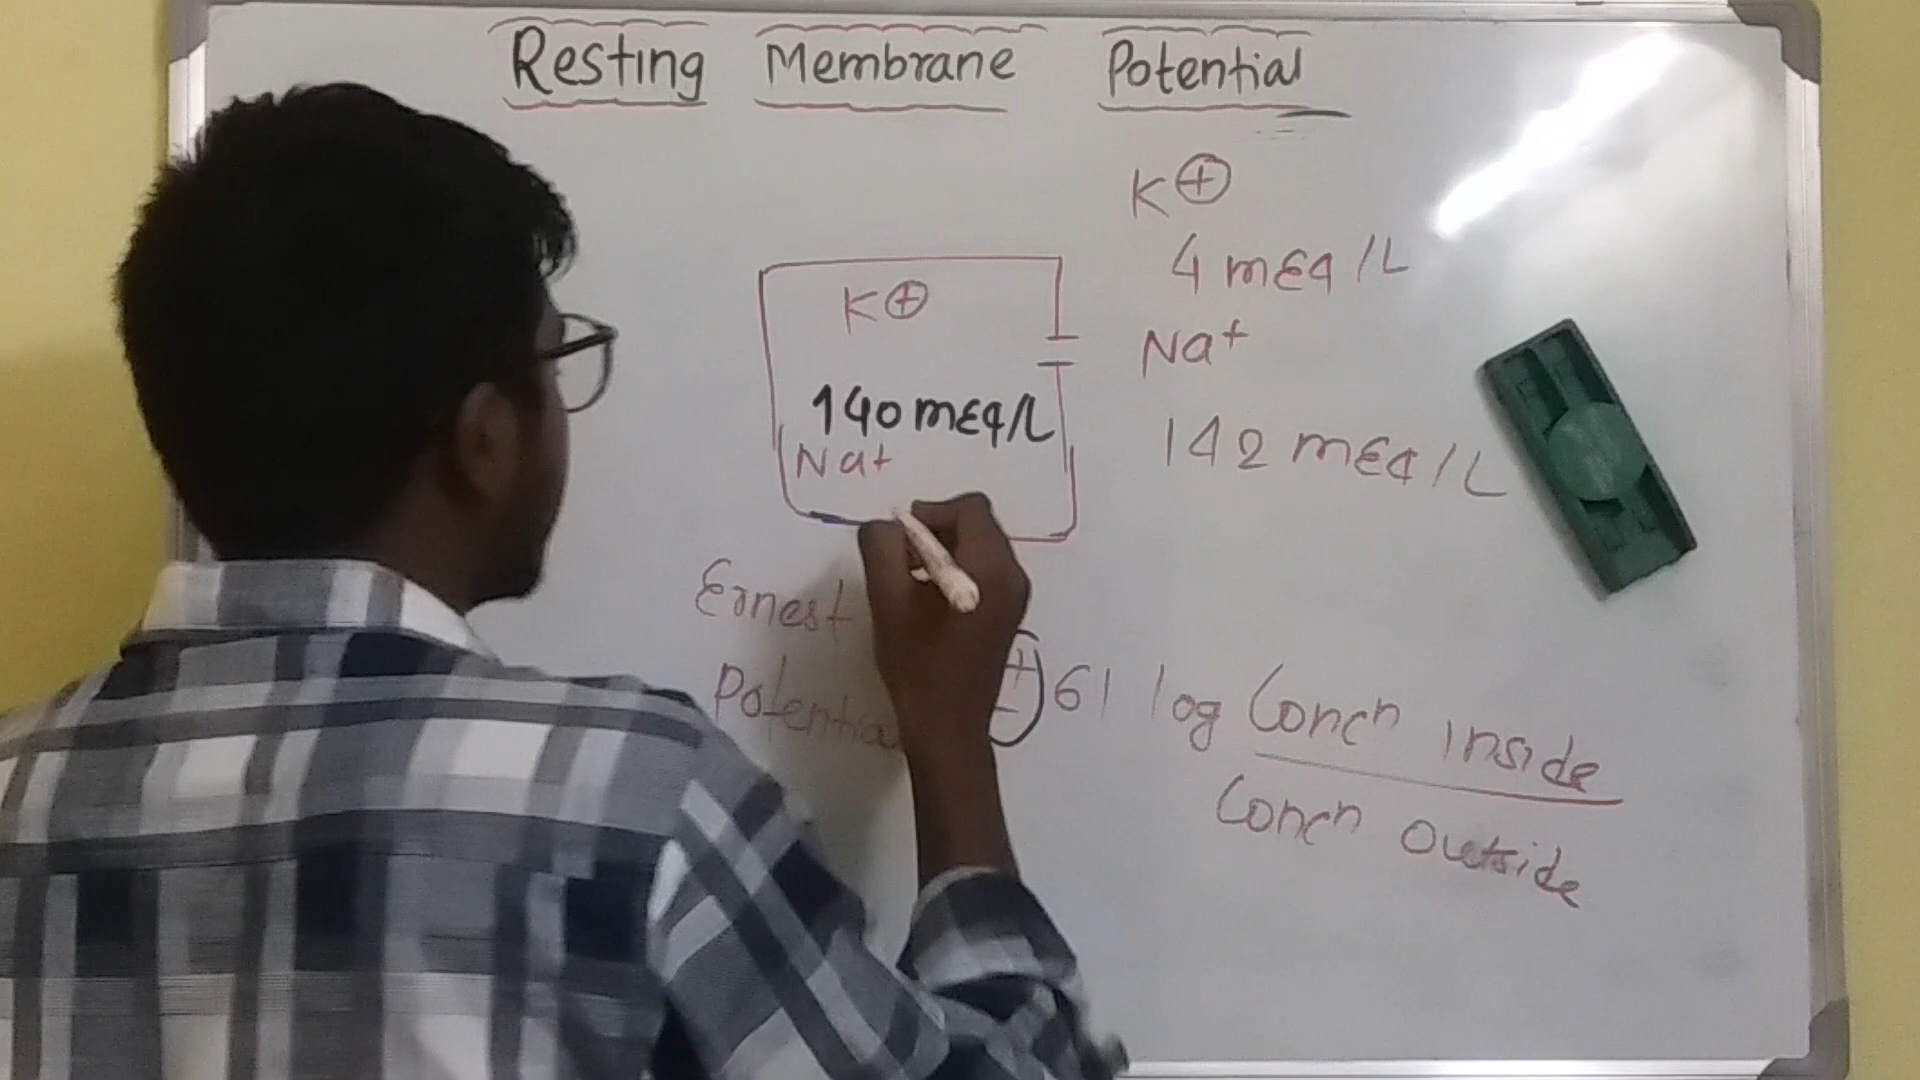 Resting Membrane Potential
K+
4 mEq/L
Na+
142 mEq/L
K+
140 mEq/L
Na+
Ernest
Potential ± 61 log Concn inside
Concn outside